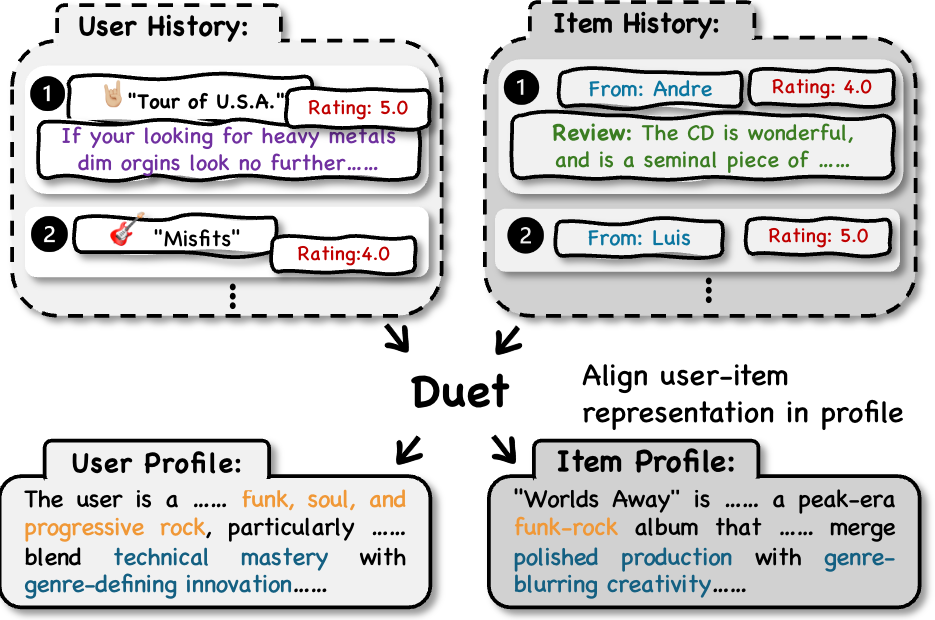 User History:
1
"Tour of U.S.A."
Rating: 5.0
If your looking for heavy metals
dim orgins look no further......
2
"Misfits"
Rating:4.0
Item History:
1
From: Andre
Rating: 4.0
Review: The CD is wonderful,
and is a seminal piece of ......
2
From: Luis
Rating: 5.0
Duet
Align user-item
representation in profile
User Profile:
The user is a ...... funk, soul, and
progressive rock, particularly ......
blend technical mastery with
genre-defining innovation......
Item Profile:
"Worlds Away" is ...... a peak-era
funk-rock album that ...... merge
polished production with genre-
blurring creativity......